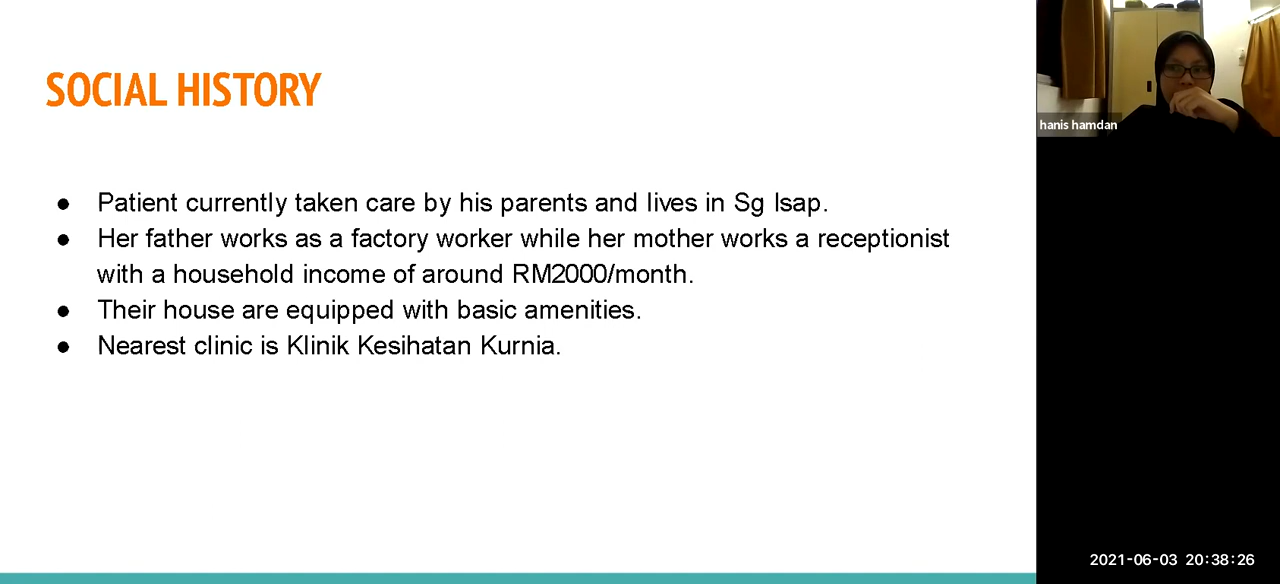 SOCIAL HISTORY
● Patient currently taken care by his parents and lives in Sg Isap.
● Her father works as a factory worker while her mother works a receptionist
with a household income of around RM2000/month.
● Their house are equipped with basic amenities.
● Nearest clinic is Klinik Kesihatan Kurnia.
hanis hamdan
2021-06-03 20:38:26